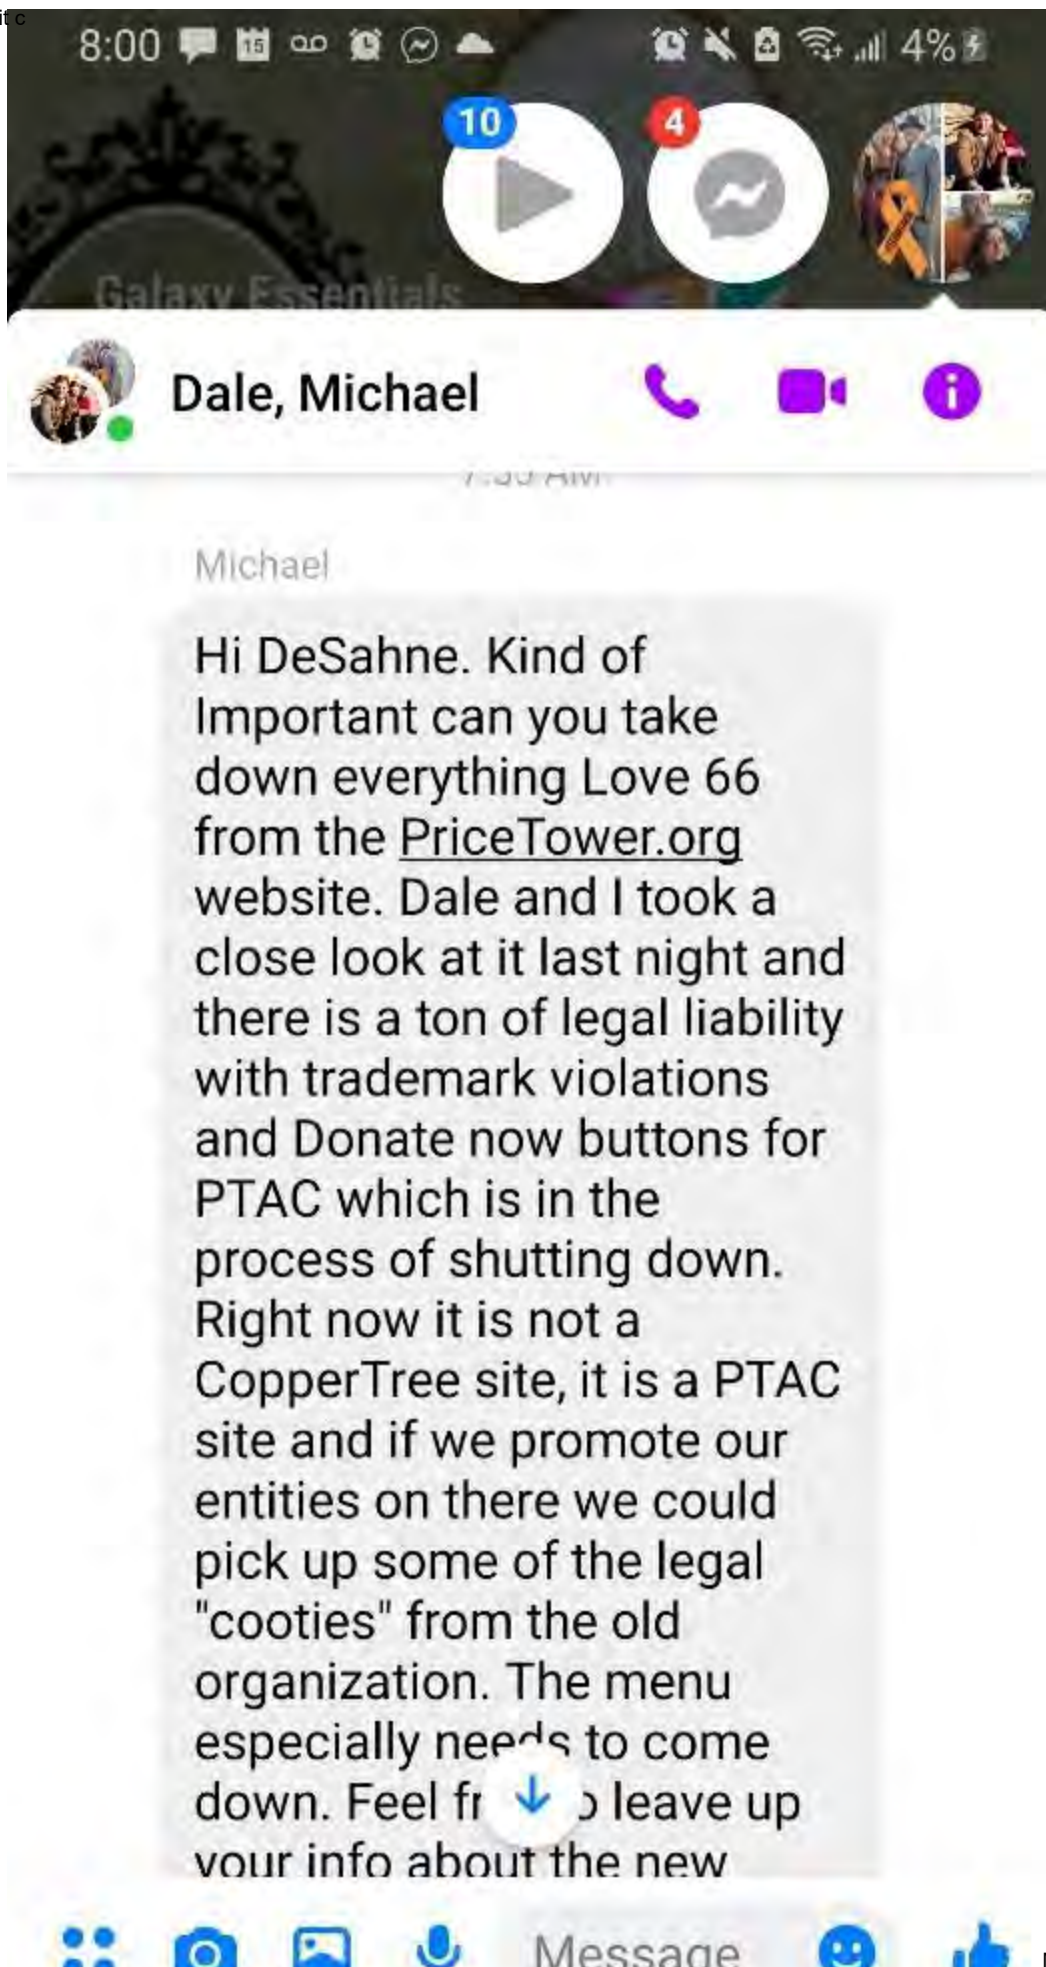 it c
8:00
15
4%
10
4
Galaxy Essentials
Dale, Michael
7:35 AM
Michael
Hi DeSahne. Kind of
Important can you take
down everything Love 66
from the PriceTower.org
website. Dale and I took a
close look at it last night and
there is a ton of legal liability
with trademark violations
and Donate now buttons for
PTAC which is in the
process of shutting down.
Right now it is not a
CopperTree site, it is a PTAC
site and if we promote our
entities on there we could
pick up some of the legal
"cooties" from the old
organization. The menu
especially needs to come
down. Feel fr o leave up
your info about the new
Message